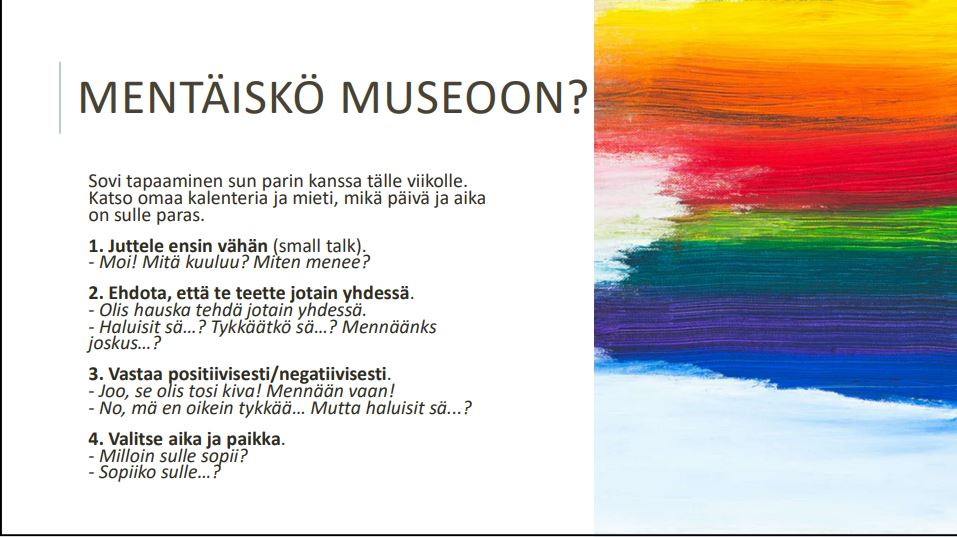 MENTÄISKÖ MUSEOON?
Sovi tapaaminen sun parin kanssa tälle viikolle.
Katso omaa kalenteria ja mieti, mikä päivä ja aika
on sulle paras.
1. Juttele ensin vähän (small talk).
- Moi! Mitä kuuluu? Miten menee?
2. Ehdota, että te teette jotain yhdessä.
- Olis hauska tehdä jotain yhdessä.
- Haluisit sä…? Tykkäätkö sä…? Mennäänks
joskus…?
3. Vastaa positiivisesti/negatiivisesti.
- Joo, se olis tosi kiva! Mennään vaan!
- No, mä en oikein tykkää… Mutta haluisit sä...?
4. Valitse aika ja paikka.
- Milloin sulle sopii?
- Sopiiko sulle…?